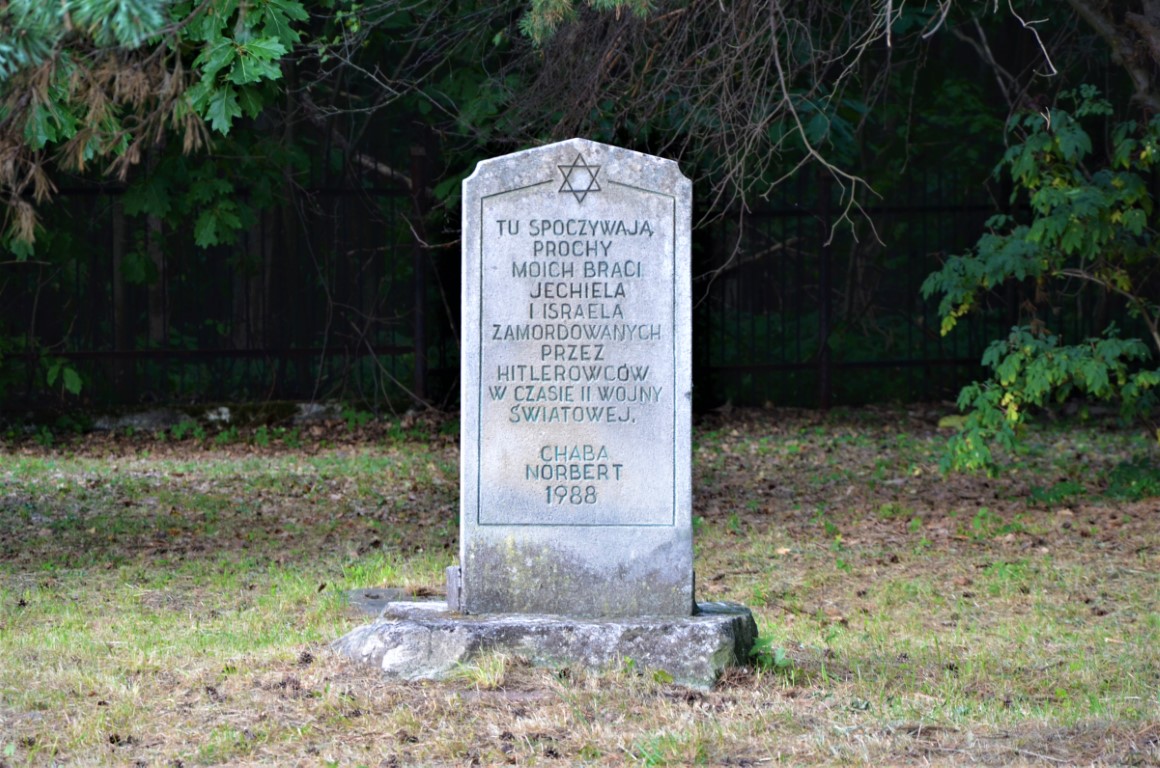 TU SPOCZYWAJĄ
PROCHY
MOICH BRACI
JECHIELA
I ISRAELA
ZAMORDOWANYCH
PRZEZ
HITLEROWCÓW
W CZASIE II WOJNY
ŚWIATOWEJ.
CHABA
NORBERT
1988